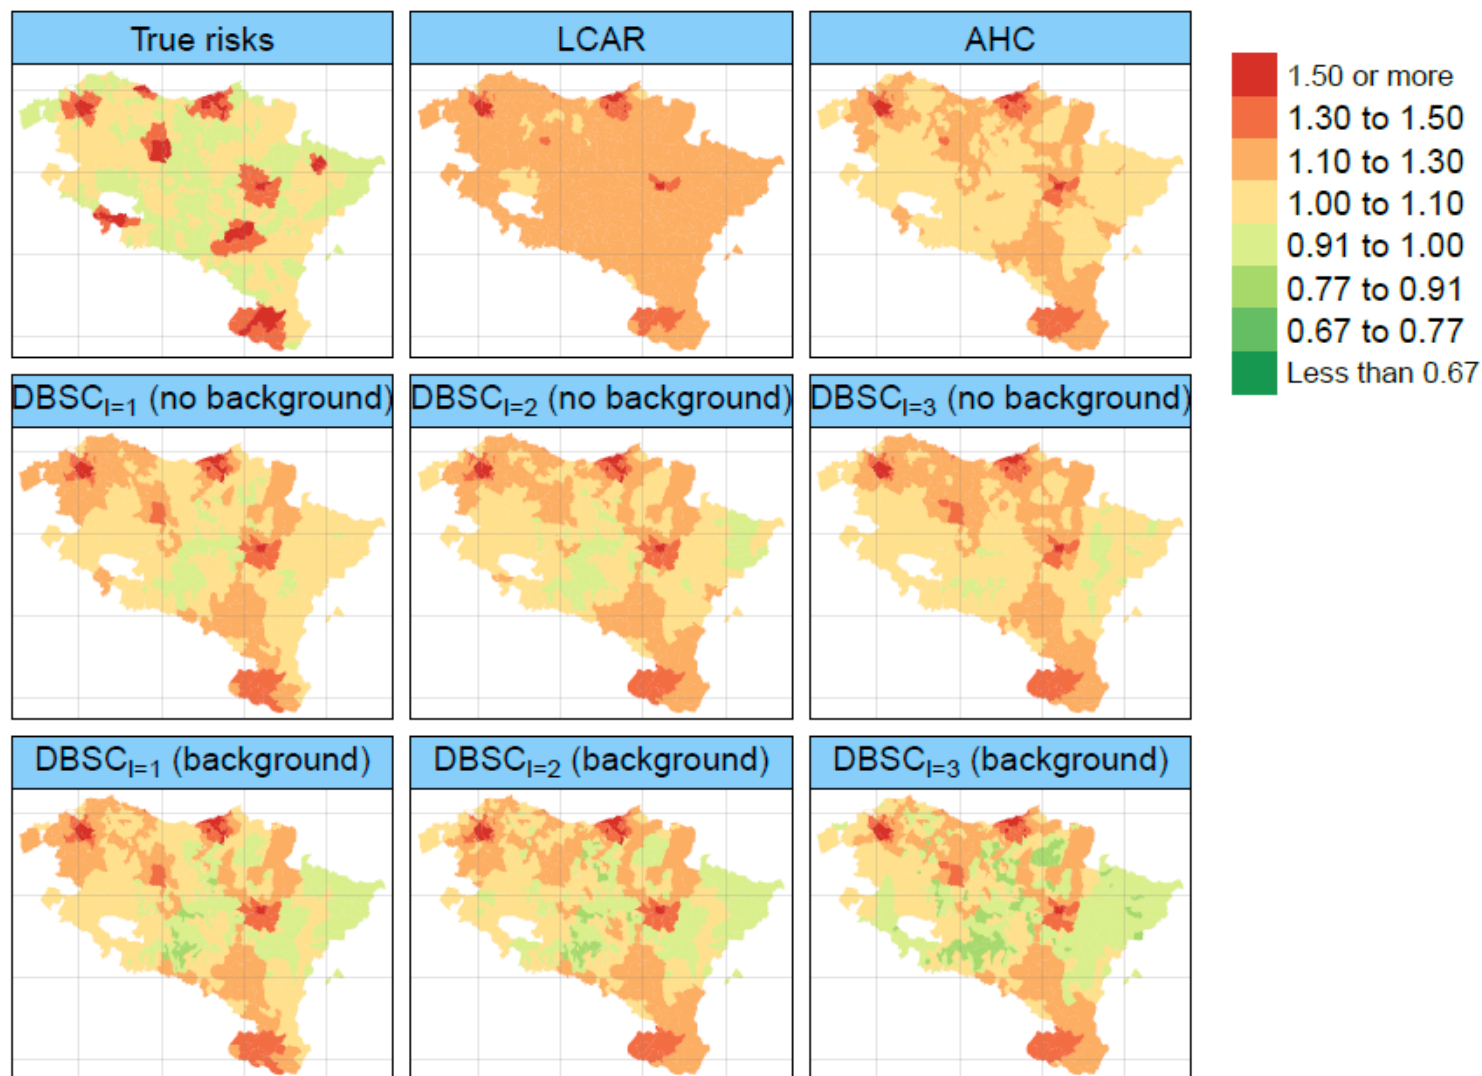 True risks
LCAR
AHC
1.50 or more
1.30 to 1.50
1.10 to 1.30
1.00 to 1.10
0.91 to 1.00
0.77 to 0.91
0.67 to 0.77
Less than 0.67
DBSCl=1 (no background)
DBSCl=2 (no background)
DBSCl=3 (no background)
DBSCl=1 (background)
DBSCl=2 (background)
DBSCl=3 (background)